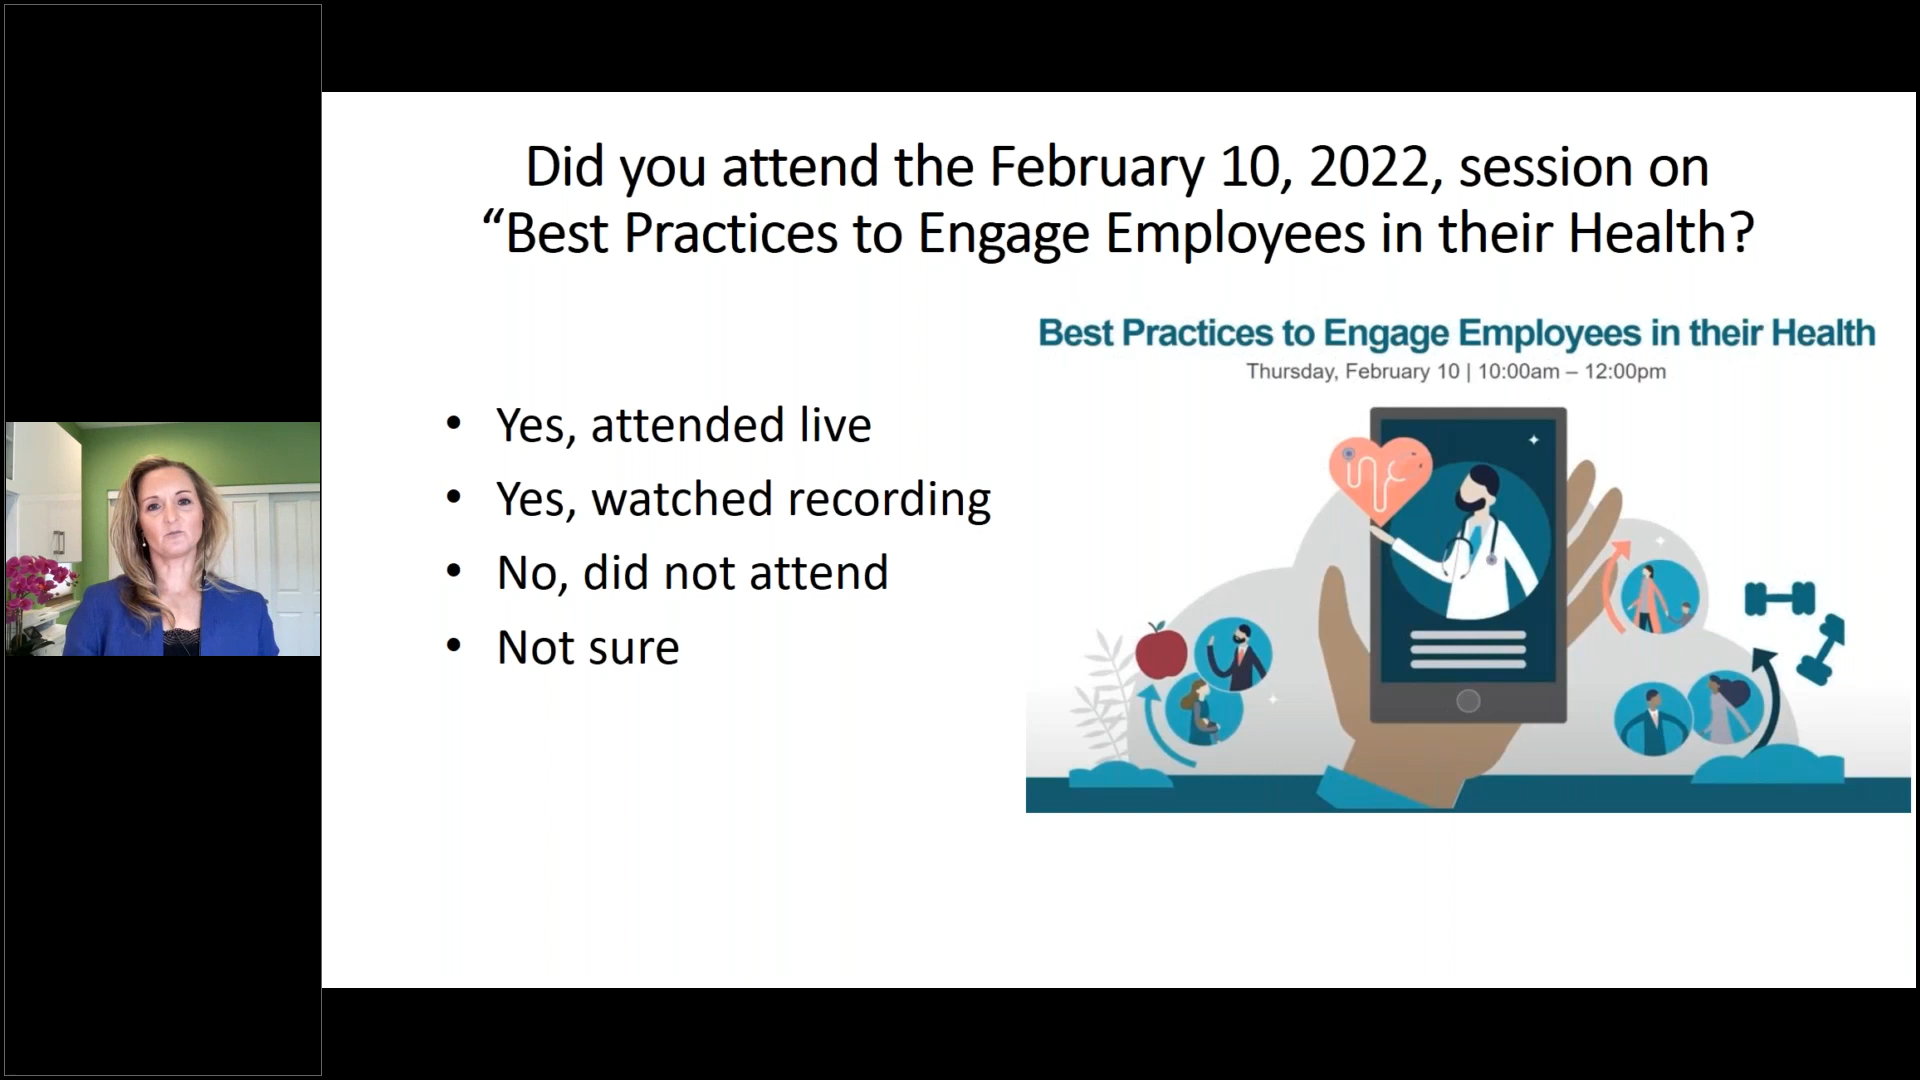 Did you attend the February 10, 2022, session on
“Best Practices to Engage Employees in their Health?
Best Practices to Engage Employees in their Health
Thursday, February 10 | 10:00am – 12:00pm
• Yes, attended live
• Yes, watched recording
• No, did not attend
• Not sure